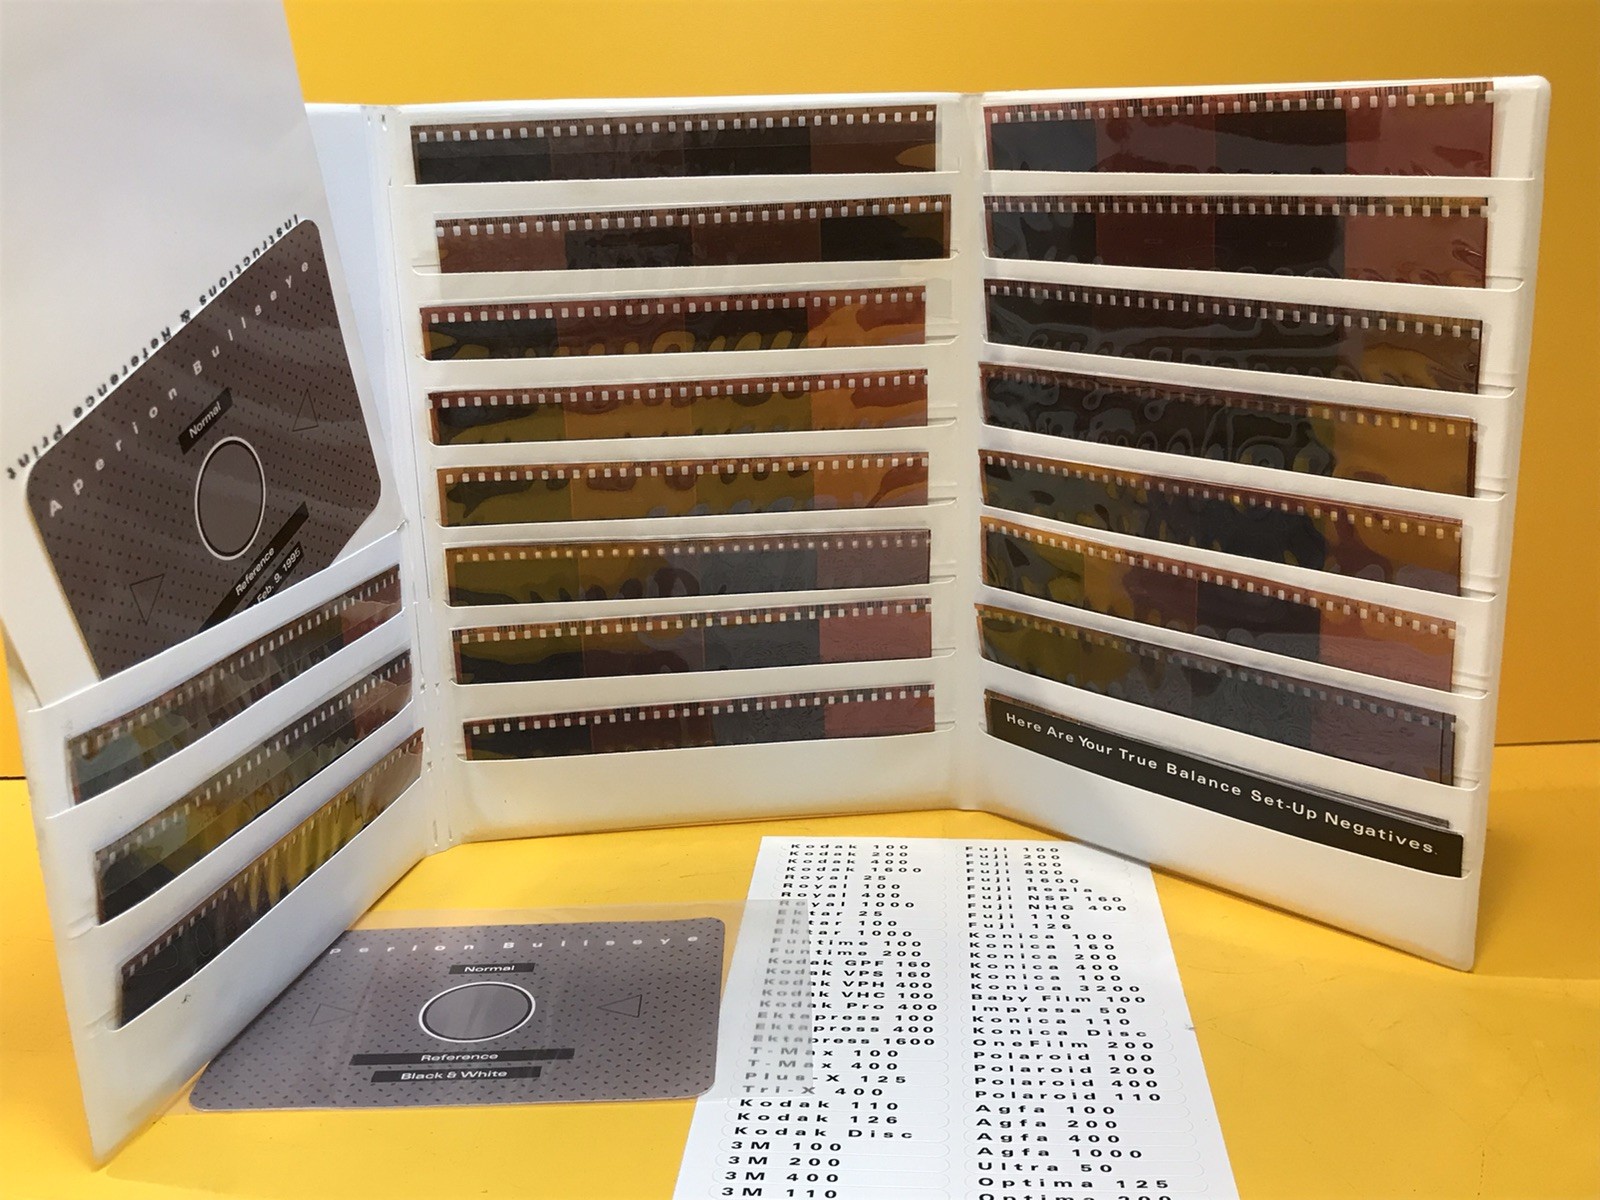 Instructions & Reference Print
Aperion Bullseye
Normal
Reference
Feb. 9, 1995
Here Are Your True Balance Set-Up Negatives.
perion Bullseye
Normal
Reference
Black & White
Kodak 100
Kodak 200
Kodak 400
Kodak 1600
Royal 25
Royal 100
Royal 400
Royal 1000
Ektar 25
Ektar 100
Ektar 1000
Funtime 100
Funtime 200
Kodak GPF 160
Kodak VPS 160
Kodak VPH 400
Kodak VHC 100
Kodak Pro 400
Ektapress 100
Ektapress 400
Ektapress 1600
T-Max 100
T-Max 400
Plus-X 125
Tri-X 400
Kodak 110
Kodak 126
Kodak Disc
3M 100
3M 200
3M 400
3M 110
Fuji 100
Fuji 200
Fuji 400
Fuji 800
Fuji 1600
Fuji Reala
Fuji NSP 160
Fuji NHG 400
Fuji 110
Fuji 126
Konica 100
Konica 160
Konica 200
Konica 400
Konica 100
Konica 3200
Baby Film 100
Impresa 50
Konica 110
Konica Disc
OneFilm 200
Polaroid 100
Polaroid 200
Polaroid 400
Polaroid 110
Agfa 100
Agfa 200
Agfa 400
Agfa 1000
Ultra 50
Optima 125
Optima 200